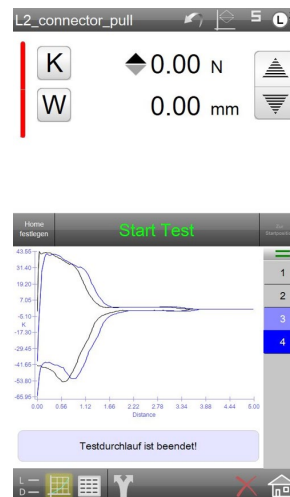 L2_connector_pull
S
L
K
0.00 N
W
0.00 mm
Home
festlegen
Start Test
Zur
Startposition
43.55
31.40
19.20
7.05
-5.10
K
-17.30
-29.45
-41.65
-53.80
-65.95
0.00 0.56 1.12 1.66 2.22 2.78 3.34 3.88 4.44 5.00
Distance
1
2
3
4
Testdurchlauf ist beendet!
L
D